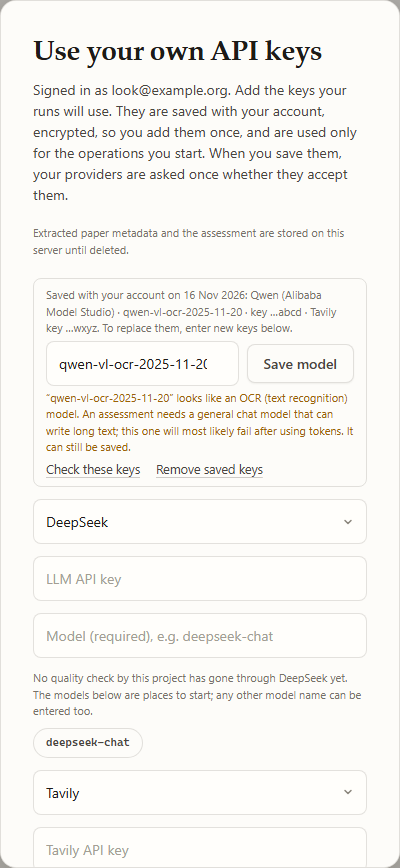 Use your own API keys
Signed in as look@example.org. Add the keys your
runs will use. They are saved with your account,
encrypted, so you add them once, and are used only
for the operations you start. When you save them,
your providers are asked once whether they accept
them.
Extracted paper metadata and the assessment are stored on this
server until deleted.
Saved with your account on 16 Nov 2026: Qwen (Alibaba
Model Studio) · qwen-vl-ocr-2025-11-20 · key …abcd · Tavily
key …wxyz. To replace them, enter new keys below.
qwen-vl-ocr-2025-11-20
Save model
“qwen-vl-ocr-2025-11-20” looks like an OCR (text recognition)
model. An assessment needs a general chat model that can
write long text; this one will most likely fail after using tokens. It
can still be saved.
Check these keys
Remove saved keys
DeepSeek
LLM API key
Model (required), e.g. deepseek-chat
No quality check by this project has gone through DeepSeek yet.
The models below are places to start; any other model name can be
entered too.
deepseek-chat
Tavily
Tavily API key